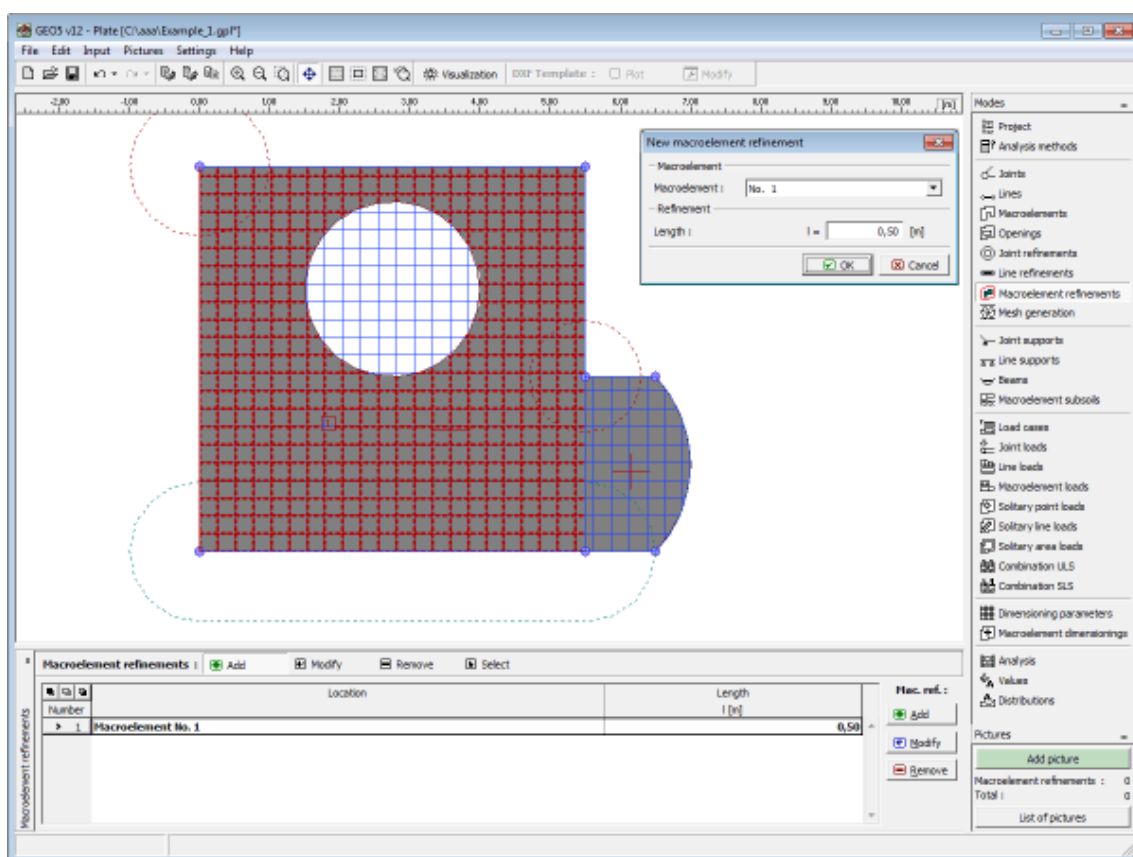 GEO5 v12 - Plate [C:\aaa\Example_1.gpl*]
File Edit Input Pictures Settings Help
Visualization DXF Template : Plot Modify
-2,00 -1,00 0,00 1,00 2,00 3,00 4,00 5,00 6,00 7,00 8,00 9,00 10,00 [m]
New macroelement refinement
Macroelement
Macroelement : No. 1
Refinement
Length : l = 0,50 [m]
OK Cancel
Modes
Project
Analysis methods
Joints
Lines
Macroelements
Openings
Joint refinements
Line refinements
Macroelement refinements
Mesh generation
Joint supports
Line supports
Beams
Macroelement subsoils
Load cases
Joint loads
Line loads
Macroelement loads
Solitary point loads
Solitary line loads
Solitary area loads
Combination ULS
Combination SLS
Dimensioning parameters
Macroelement dimensionings
Analysis
Values
Distributions
Pictures
Add picture
Macroelement refinements : 0
Total : 0
List of pictures
Macroelement refinements : Add Modify Remove Select
Macroelement refinements
Number Location Length
l [m]
1 Macroelement No. 1 0,50
Mac. ref. :
Add
Modify
Remove